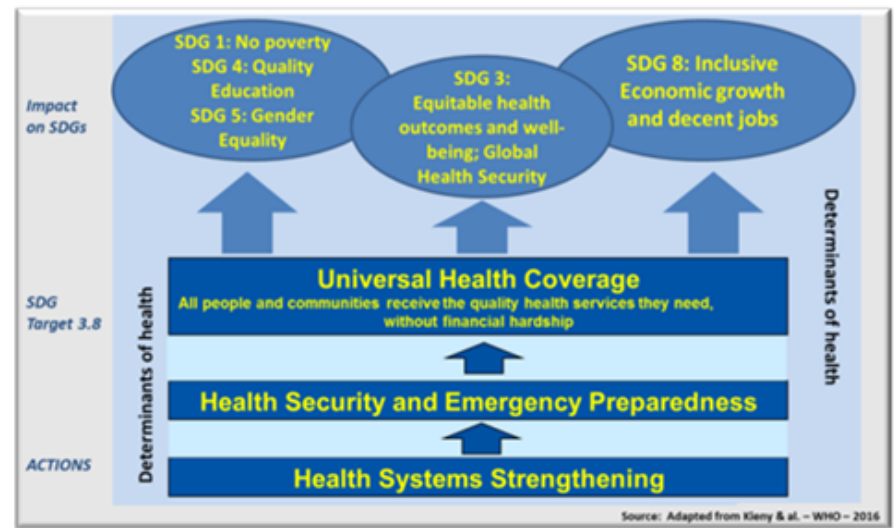 SDG 1: No poverty
SDG 4: Quality
Education
SDG 5: Gender
Equality
SDG 3:
Equitable health
outcomes and well-
being; Global
Health Security
SDG 8: Inclusive
Economic growth
and decent jobs
Impact
on SDGs
Determinants of health
Universal Health Coverage
All people and communities receive the quality health services they need,
without financial hardship
SDG
Target 3.8
Determinants of health
Health Security and Emergency Preparedness
ACTIONS
Health Systems Strengthening
Source: Adapted from Kieny & al. – WHO – 2016